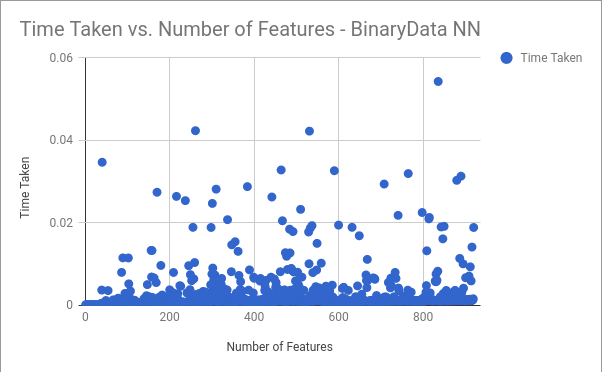 Time Taken vs. Number of Features - BinaryData NN
Time Taken
0.06
0.04
0.02
0
Time Taken
0
200
400
600
800
Number of Features